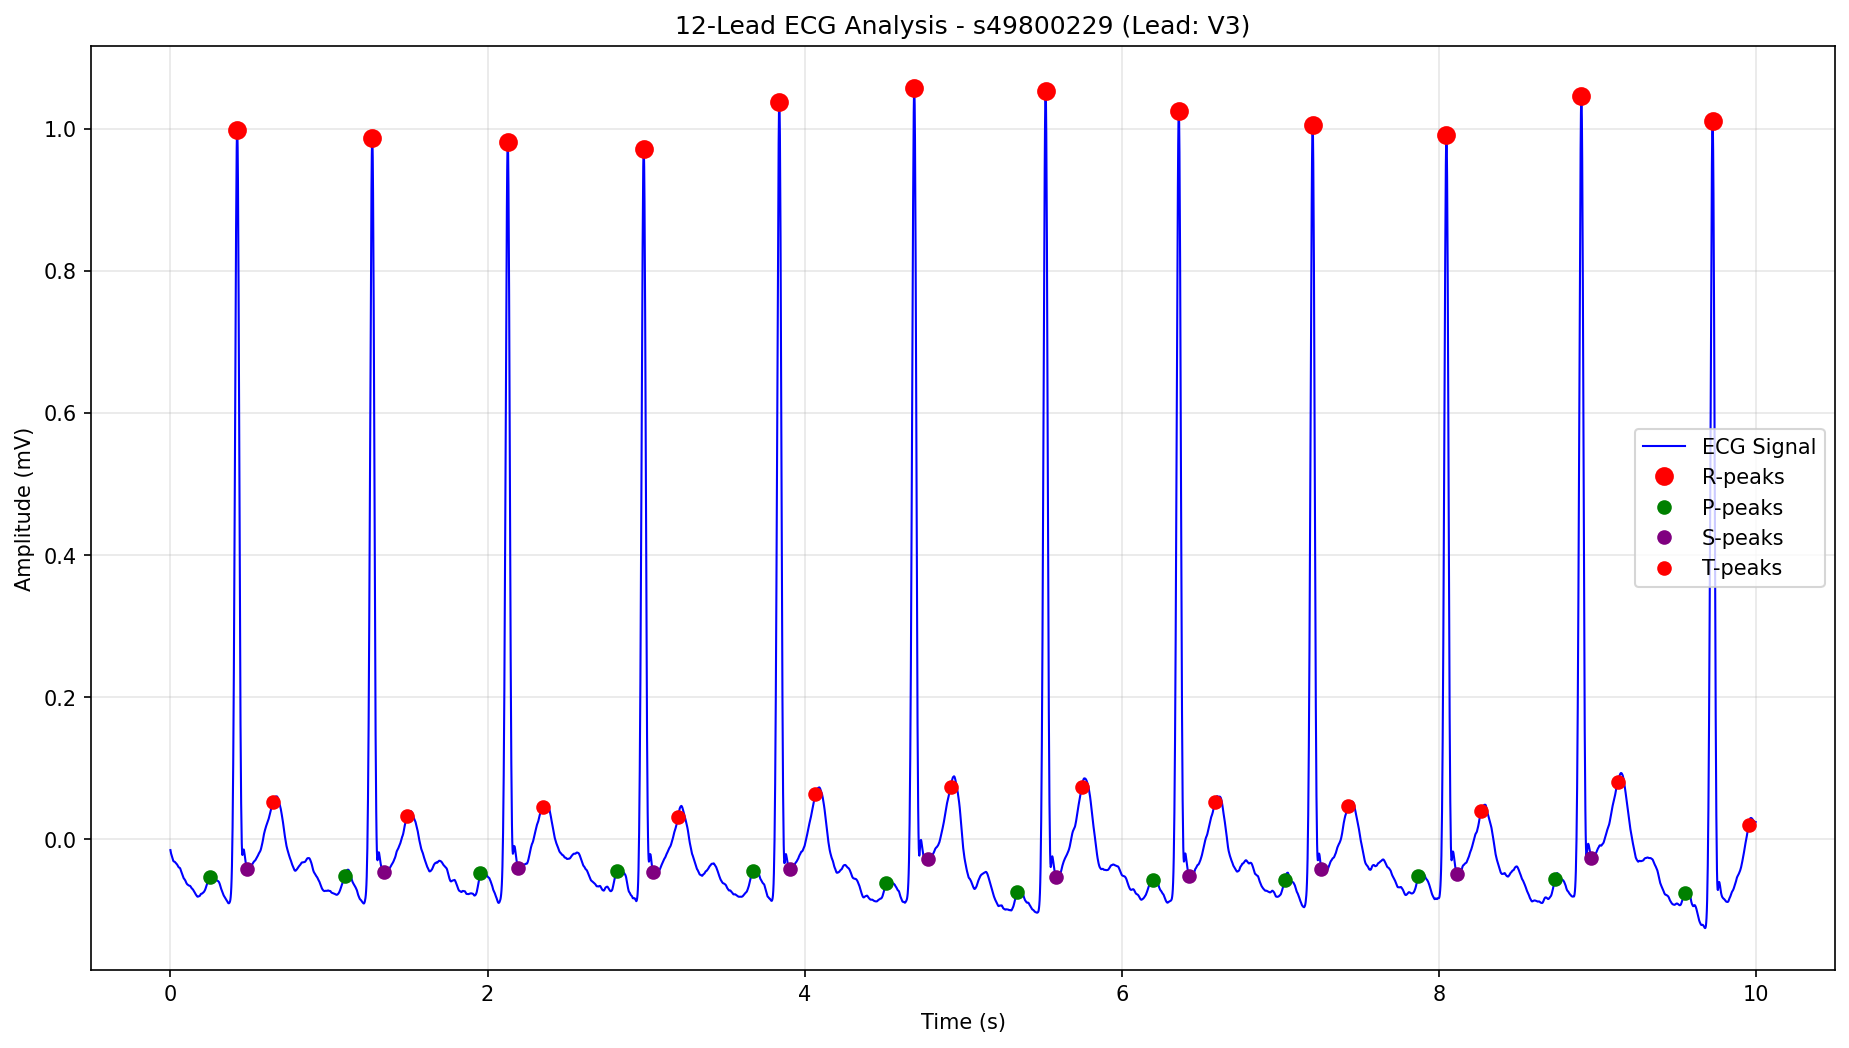 12-Lead ECG Analysis - s49800229 (Lead: V3)
Amplitude (mV)
1.0
0.8
0.6
0.4
0.2
0.0
ECG Signal
R-peaks
P-peaks
S-peaks
T-peaks
0 2 4 6 8 10
Time (s)